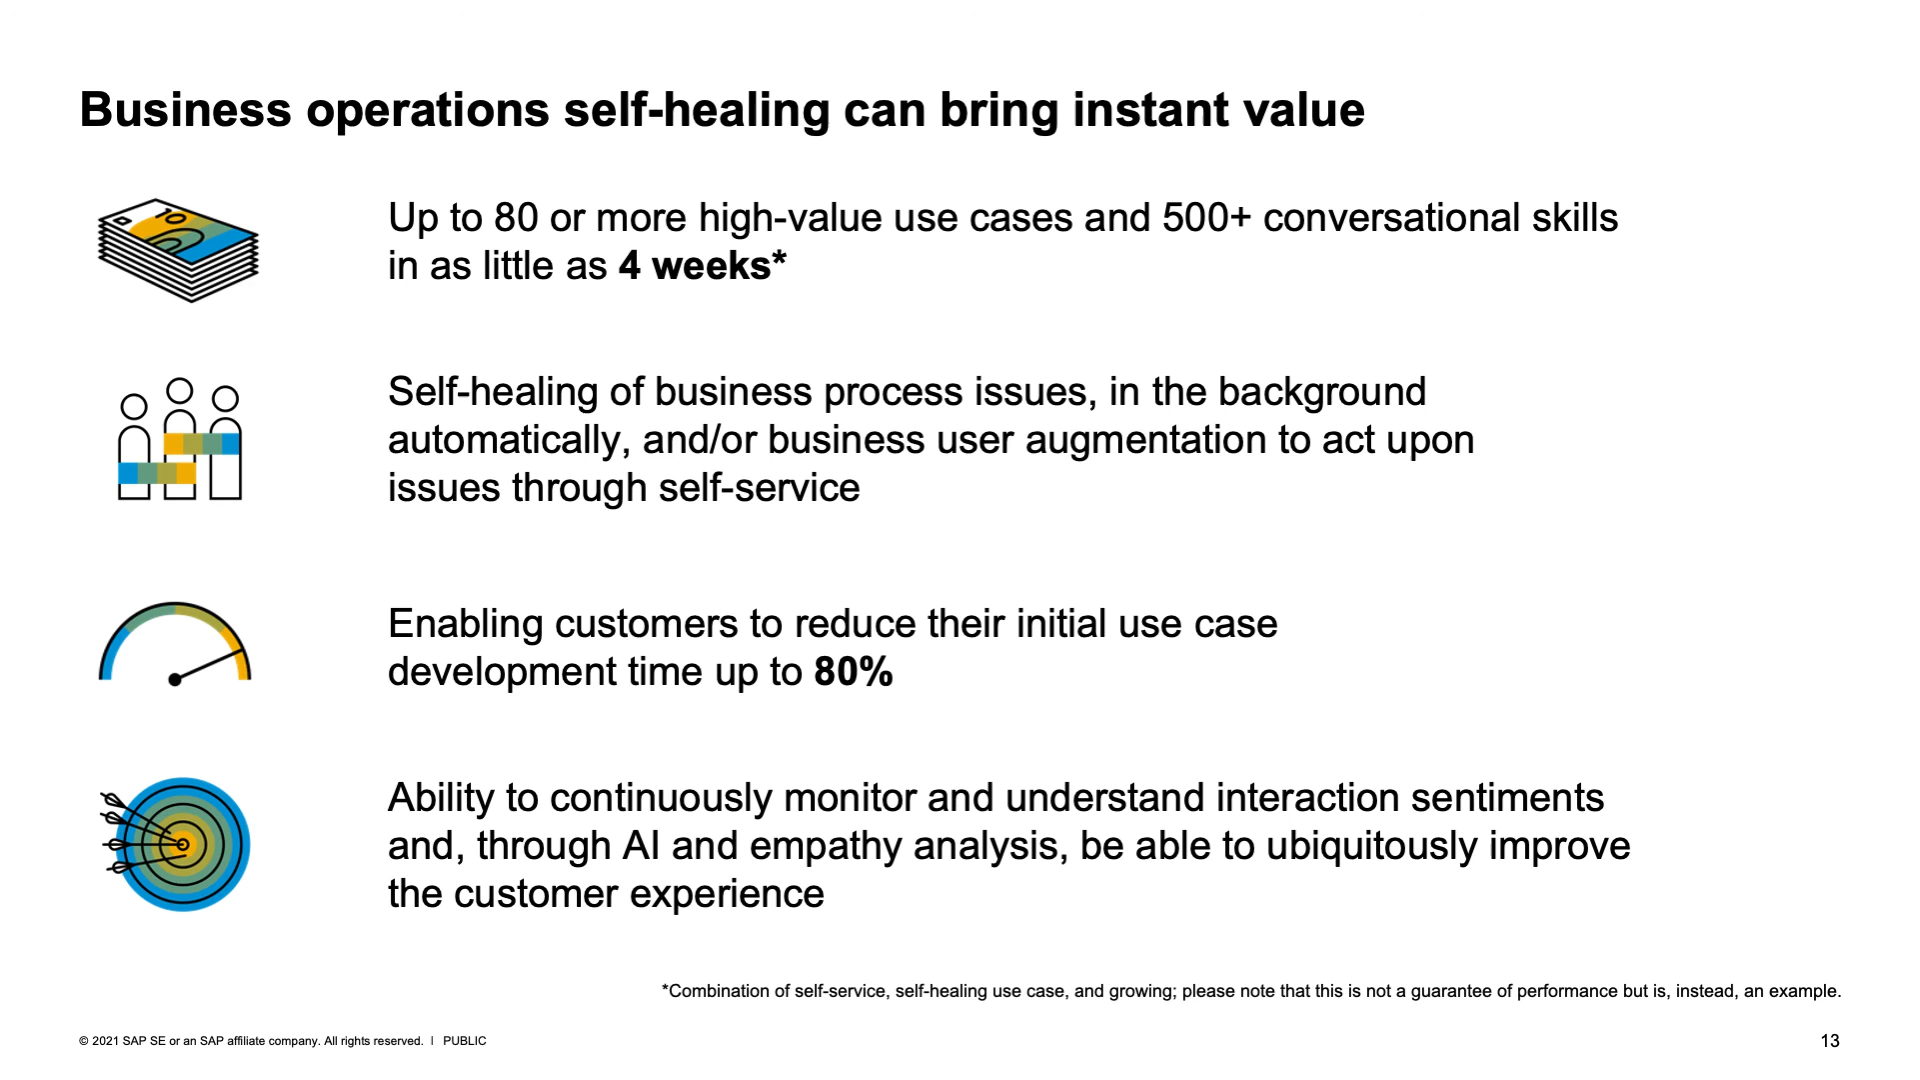 Business operations self-healing can bring instant value
10
Up to 80 or more high-value use cases and 500+ conversational skills
in as little as 4 weeks*
Self-healing of business process issues, in the background
automatically, and/or business user augmentation to act upon
issues through self-service
Enabling customers to reduce their initial use case
development time up to 80%
Ability to continuously monitor and understand interaction sentiments
and, through AI and empathy analysis, be able to ubiquitously improve
the customer experience
*Combination of self-service, self-healing use case, and growing; please note that this is not a guarantee of performance but is, instead, an example.
© 2021 SAP SE or an SAP affiliate company. All rights reserved. | PUBLIC
13